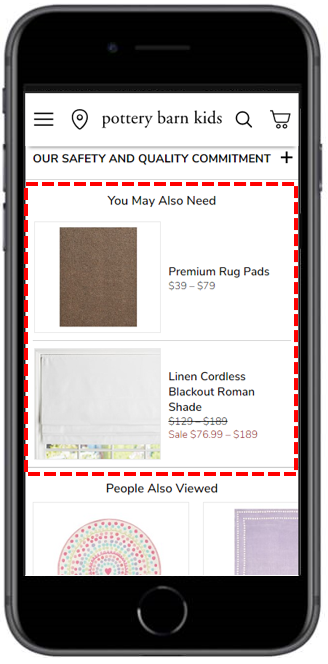 pottery barn kids
OUR SAFETY AND QUALITY COMMITMENT +
You May Also Need
Premium Rug Pads
$39 – $79
Linen Cordless
Blackout Roman
Shade
$129 – $189
Sale $76.99 – $189
People Also Viewed